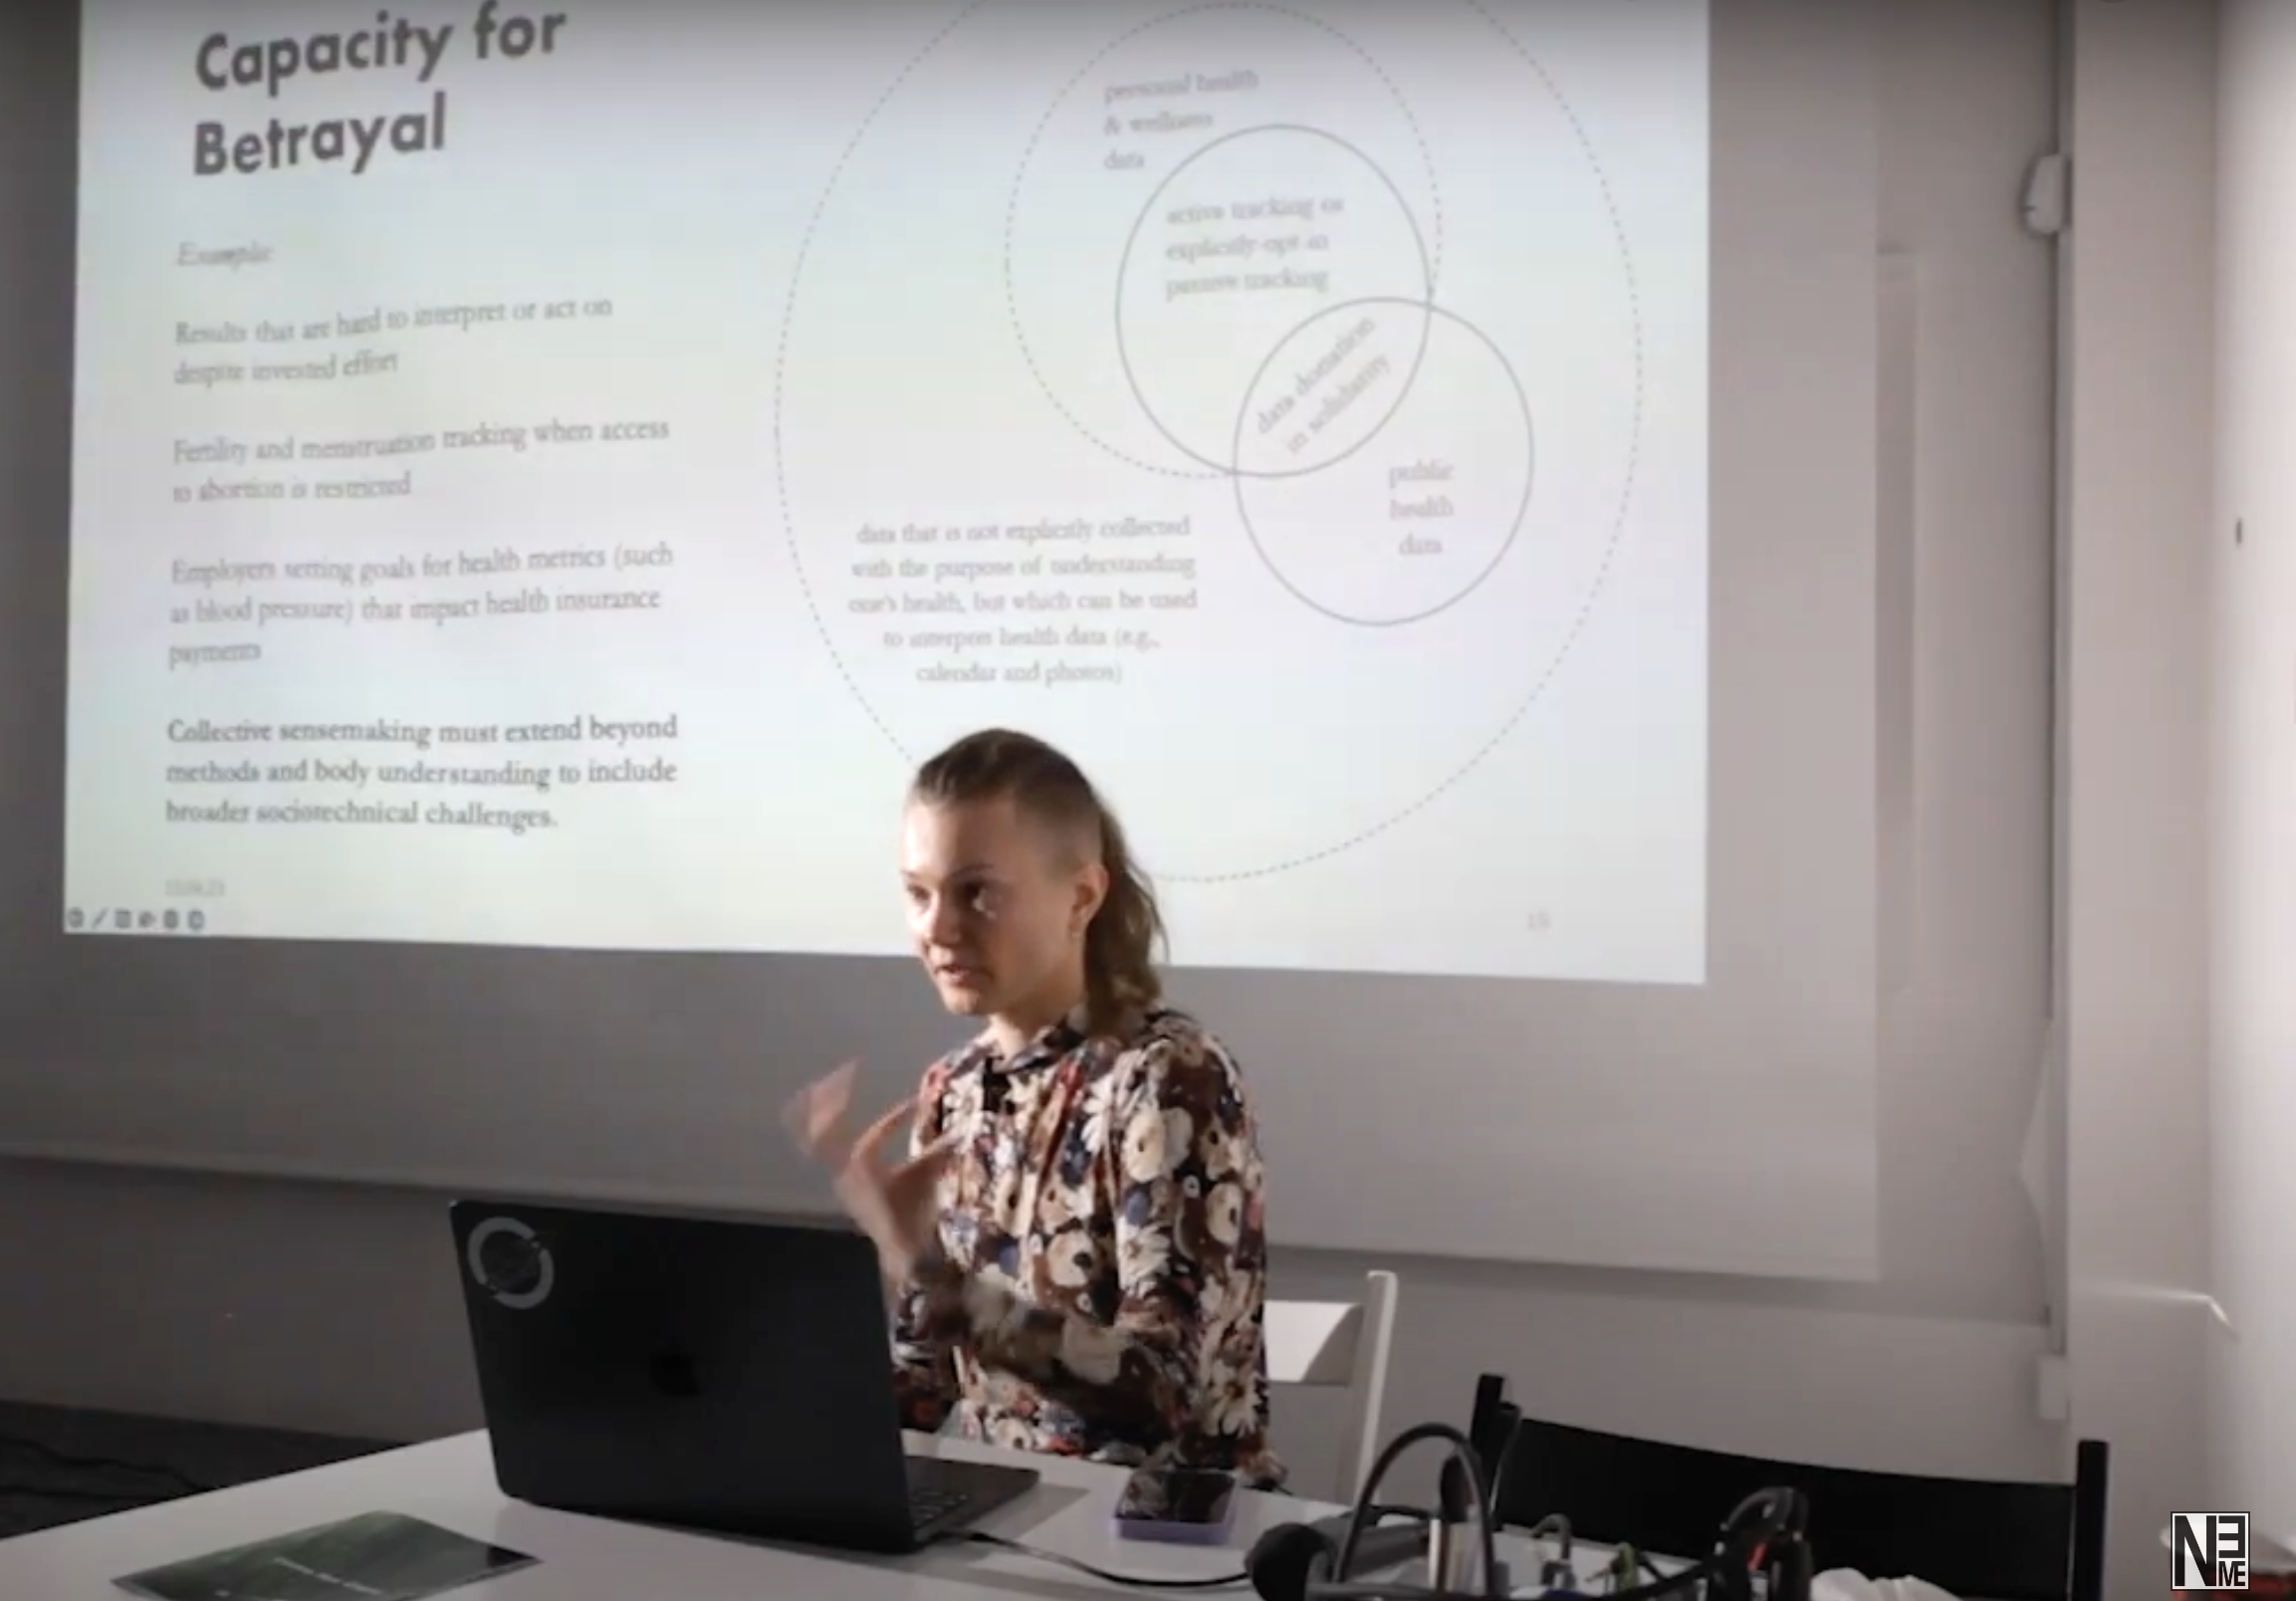 Capacity for
Betrayal
Example:
Results that are hard to interpret or act on
despite invested effort
Fertility and menstruation tracking when access
to abortion is restricted
Employers setting goals for health metrics (such
as blood pressure) that impact health insurance
payments
Collective sensemaking must extend beyond
methods and body understanding to include
broader sociotechnical challenges.
personal health
& wellness
data
active tracking or
explicitly-opt-in
passive tracking
data donation
in solidarity
public
health
data
data that is not explicitly collected
with the purpose of understanding
one's health, but which can be used
to interpret health data (e.g.,
calendar and photos)
NEME